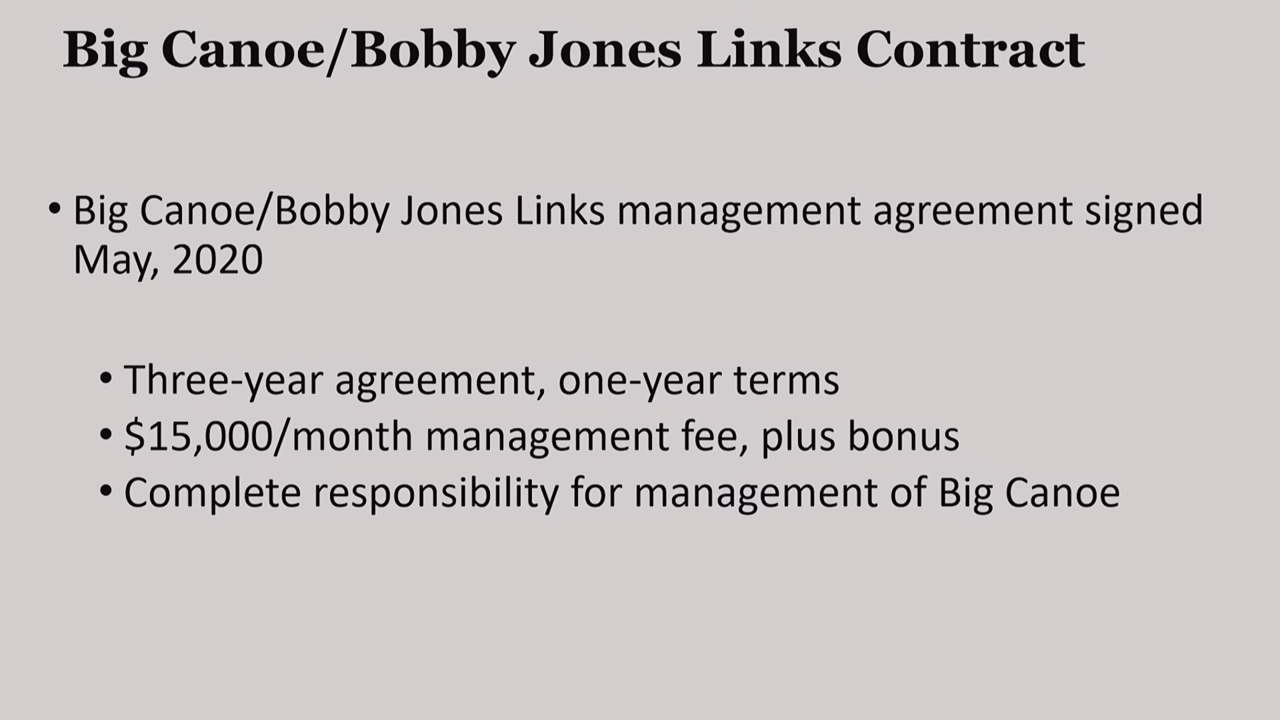 Big Canoe/Bobby Jones Links Contract
• Big Canoe/Bobby Jones Links management agreement signed
May, 2020
• Three-year agreement, one-year terms
• $15,000/month management fee, plus bonus
• Complete responsibility for management of Big Canoe